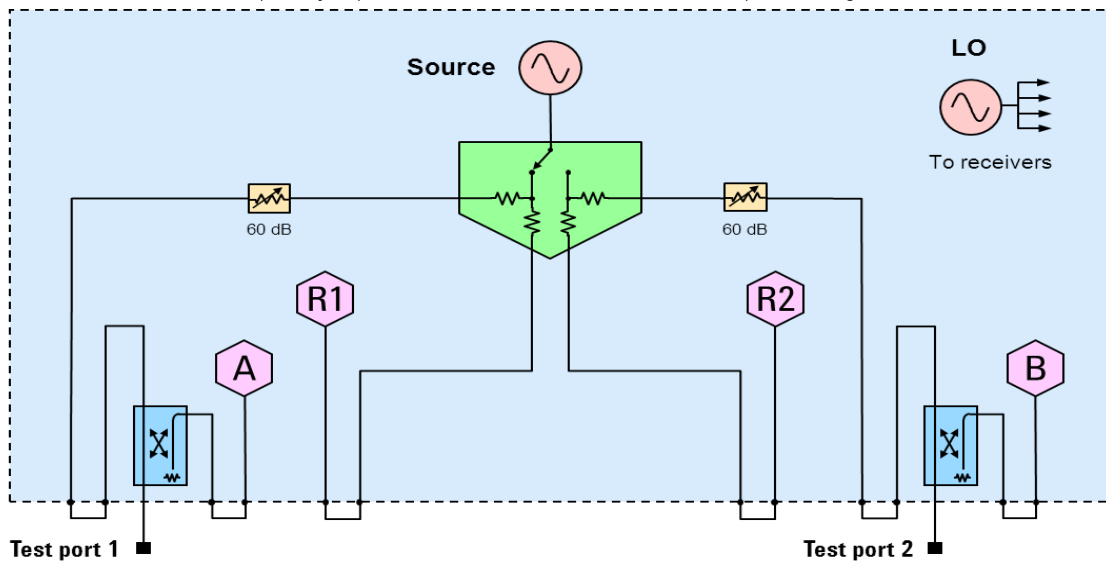 Source
LO
To receivers
60 dB
60 dB
R1
R2
A
B
Test port 1
Test port 2